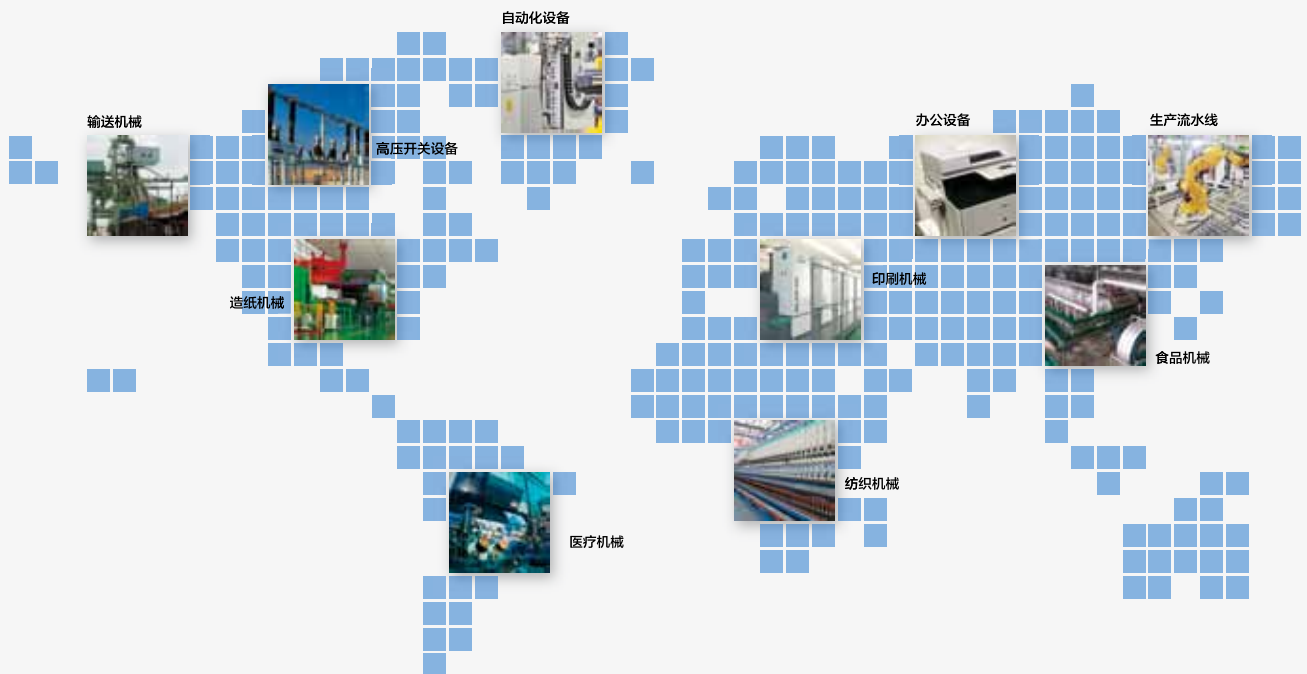 自动化设备
输送机械
高压开关设备
办公设备
生产流水线
造纸机械
印刷机械
食品机械
纺织机械
医疗机械